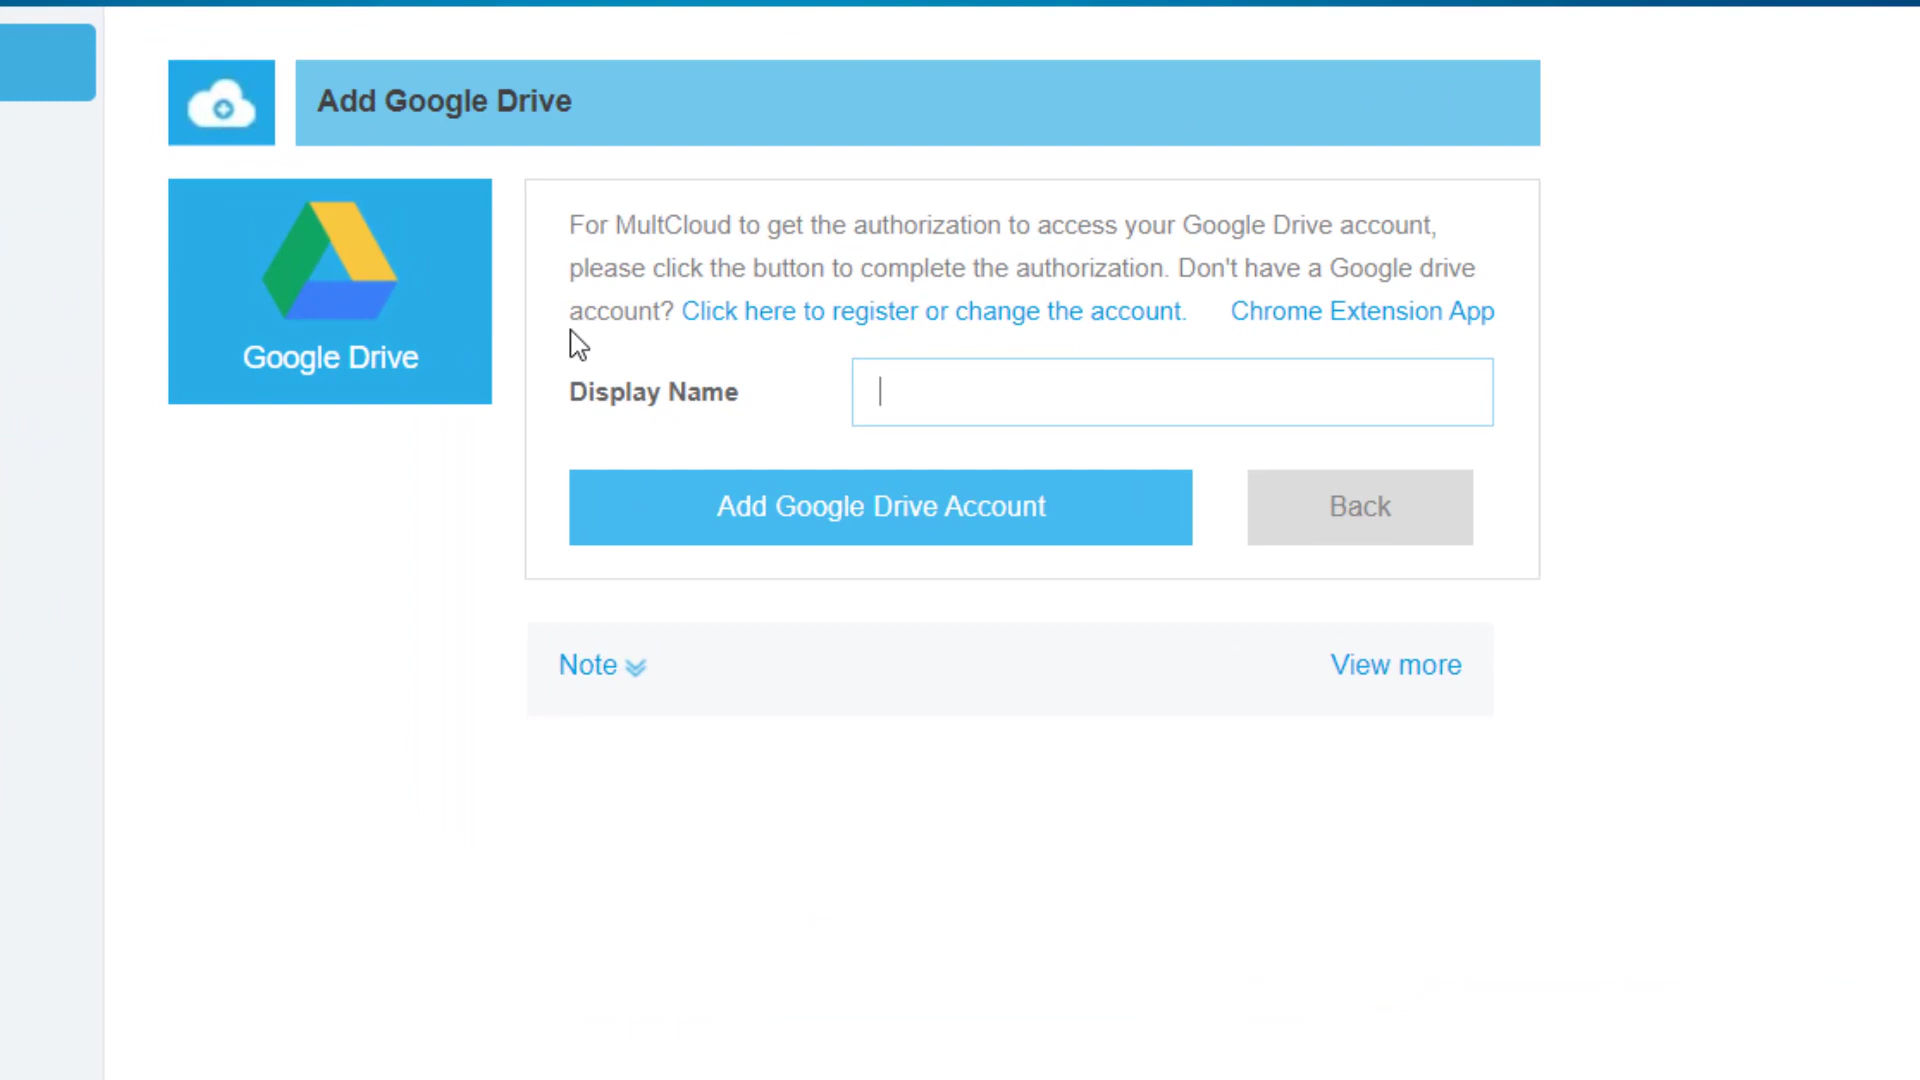 Add Google Drive
Google Drive
For MultCloud to get the authorization to access your Google Drive account,
please click the button to complete the authorization. Don't have a Google drive
account? Click here to register or change the account. Chrome Extension App
Display Name
Add Google Drive Account
Back
Note
View more